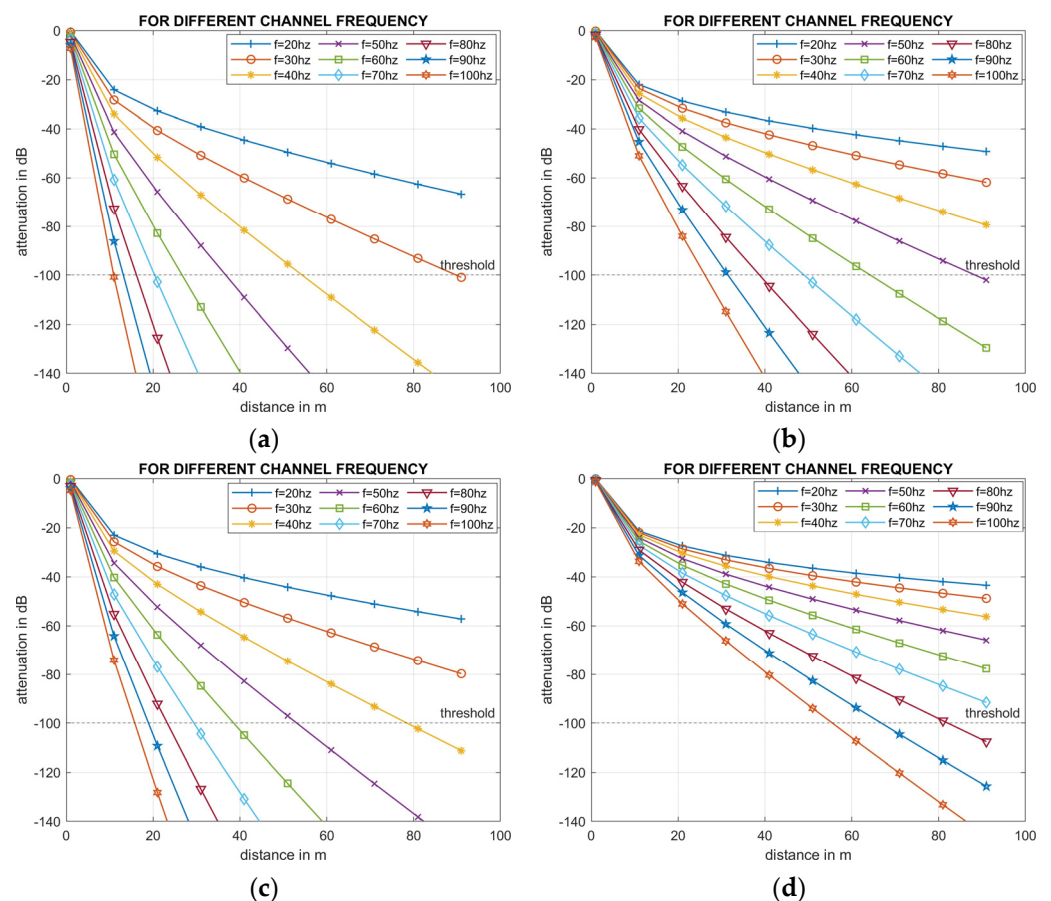 FOR DIFFERENT CHANNEL FREQUENCY
f=20hz f=50hz f=80hz
f=30hz f=60hz f=90hz
f=40hz f=70hz f=100hz
threshold
attenuation in dB
0
-20
-40
-60
-80
-100
-120
-140
0 20 40 60 80 100
distance in m
(a)
FOR DIFFERENT CHANNEL FREQUENCY
f=20hz f=50hz f=80hz
f=30hz f=60hz f=90hz
f=40hz f=70hz f=100hz
threshold
attenuation in dB
0
-20
-40
-60
-80
-100
-120
-140
0 20 40 60 80 100
distance in m
(b)
FOR DIFFERENT CHANNEL FREQUENCY
f=20hz f=50hz f=80hz
f=30hz f=60hz f=90hz
f=40hz f=70hz f=100hz
threshold
attenuation in dB
0
-20
-40
-60
-80
-100
-120
-140
0 20 40 60 80 100
distance in m
(c)
FOR DIFFERENT CHANNEL FREQUENCY
f=20hz f=50hz f=80hz
f=30hz f=60hz f=90hz
f=40hz f=70hz f=100hz
threshold
attenuation in dB
0
-20
-40
-60
-80
-100
-120
-140
0 20 40 60 80 100
distance in m
(d)